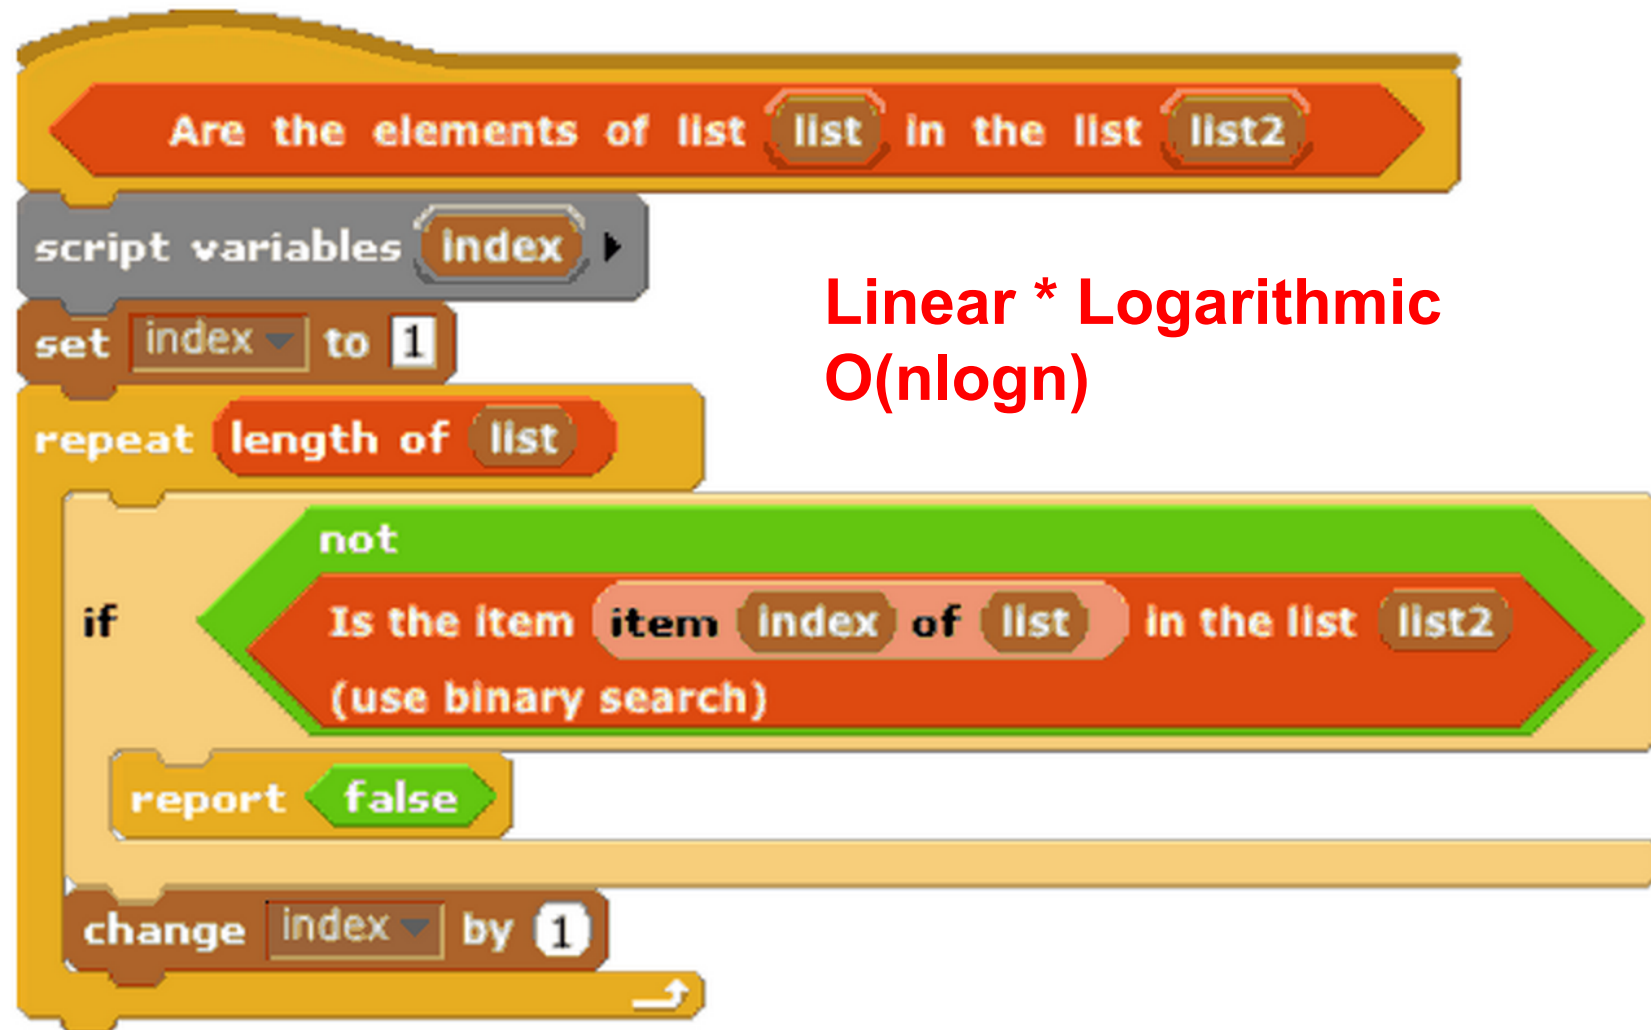 Are the elements of list list in the list list2
script variables index
set index to 1
Linear * Logarithmic
O(nlogn)
repeat length of list
not
if Is the item item index of list in the list list2
(use binary search)
report false
change index by 1